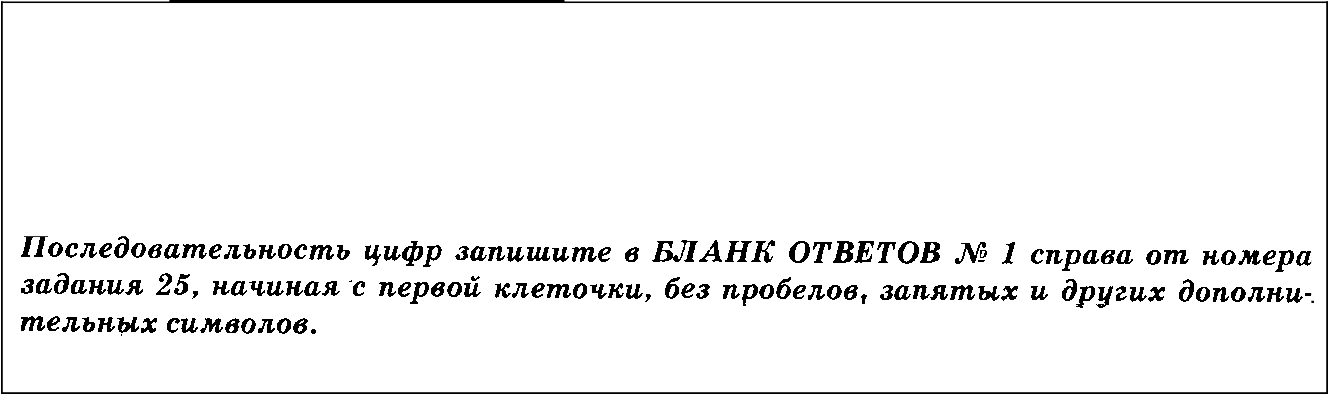 Последовательность цифр запишите в БЛАНК ОТВЕТОВ № 1 справа от номера
задания 25, начиная с первой клеточки, без пробелов, запятых и других дополни-
тельных символов.